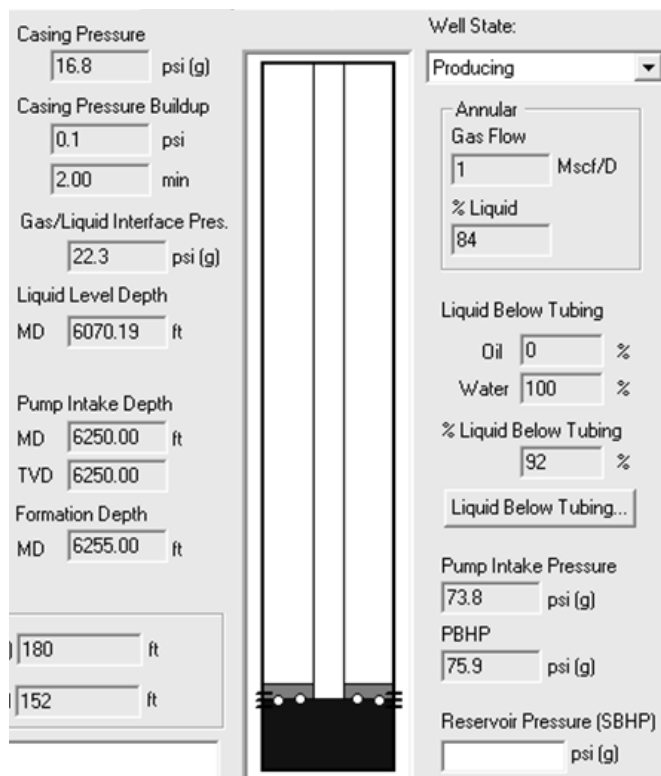 Casing Pressure
16.8 psi (g)
Casing Pressure Buildup
0.1 psi
2.00 min
Gas/Liquid Interface Pres.
22.3 psi (g)
Liquid Level Depth
MD 6070.19 ft
Pump Intake Depth
MD 6250.00 ft
TVD 6250.00
Formation Depth
MD 6255.00 ft
) 180 ft
152 ft
Well State:
Producing
Annular
Gas Flow
1 Mscf/D
% Liquid
84
Liquid Below Tubing
Oil 0 %
Water 100 %
% Liquid Below Tubing
92 %
Liquid Below Tubing...
Pump Intake Pressure
73.8 psi (g)
PBHP
75.9 psi (g)
Reservoir Pressure (SBHP)
psi (g)